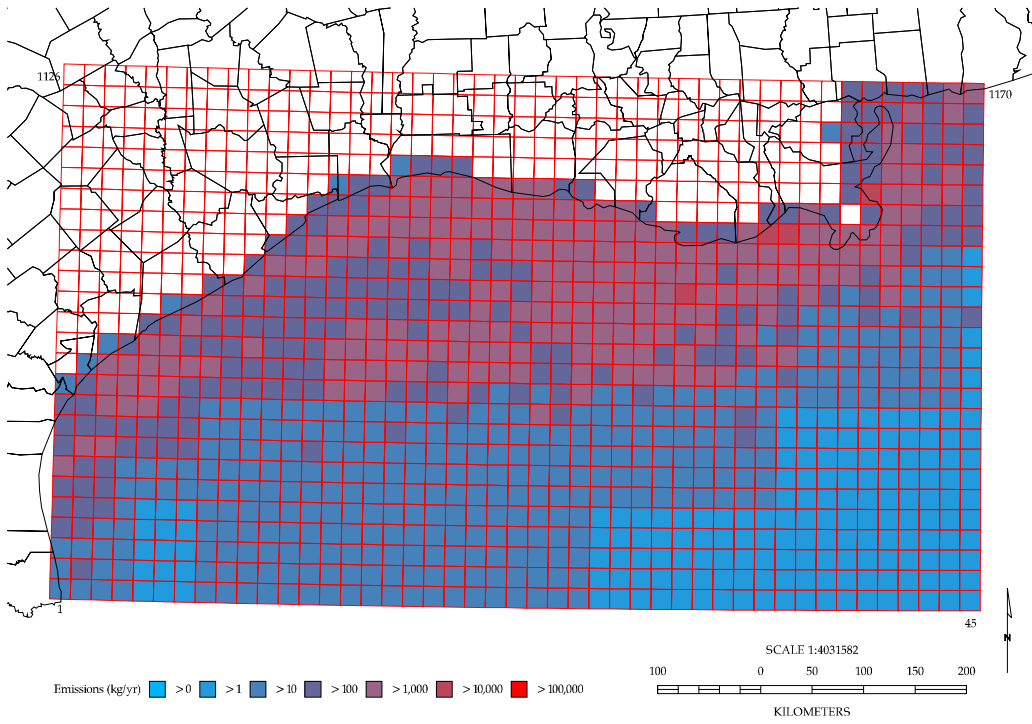 1126
1170
1
45
N
SCALE 1:4031582
100 0 50 100 150 200
KILOMETERS
Emissions (kg/yr) > 0 > 1 > 10 > 100 > 1,000 > 10,000 > 100,000